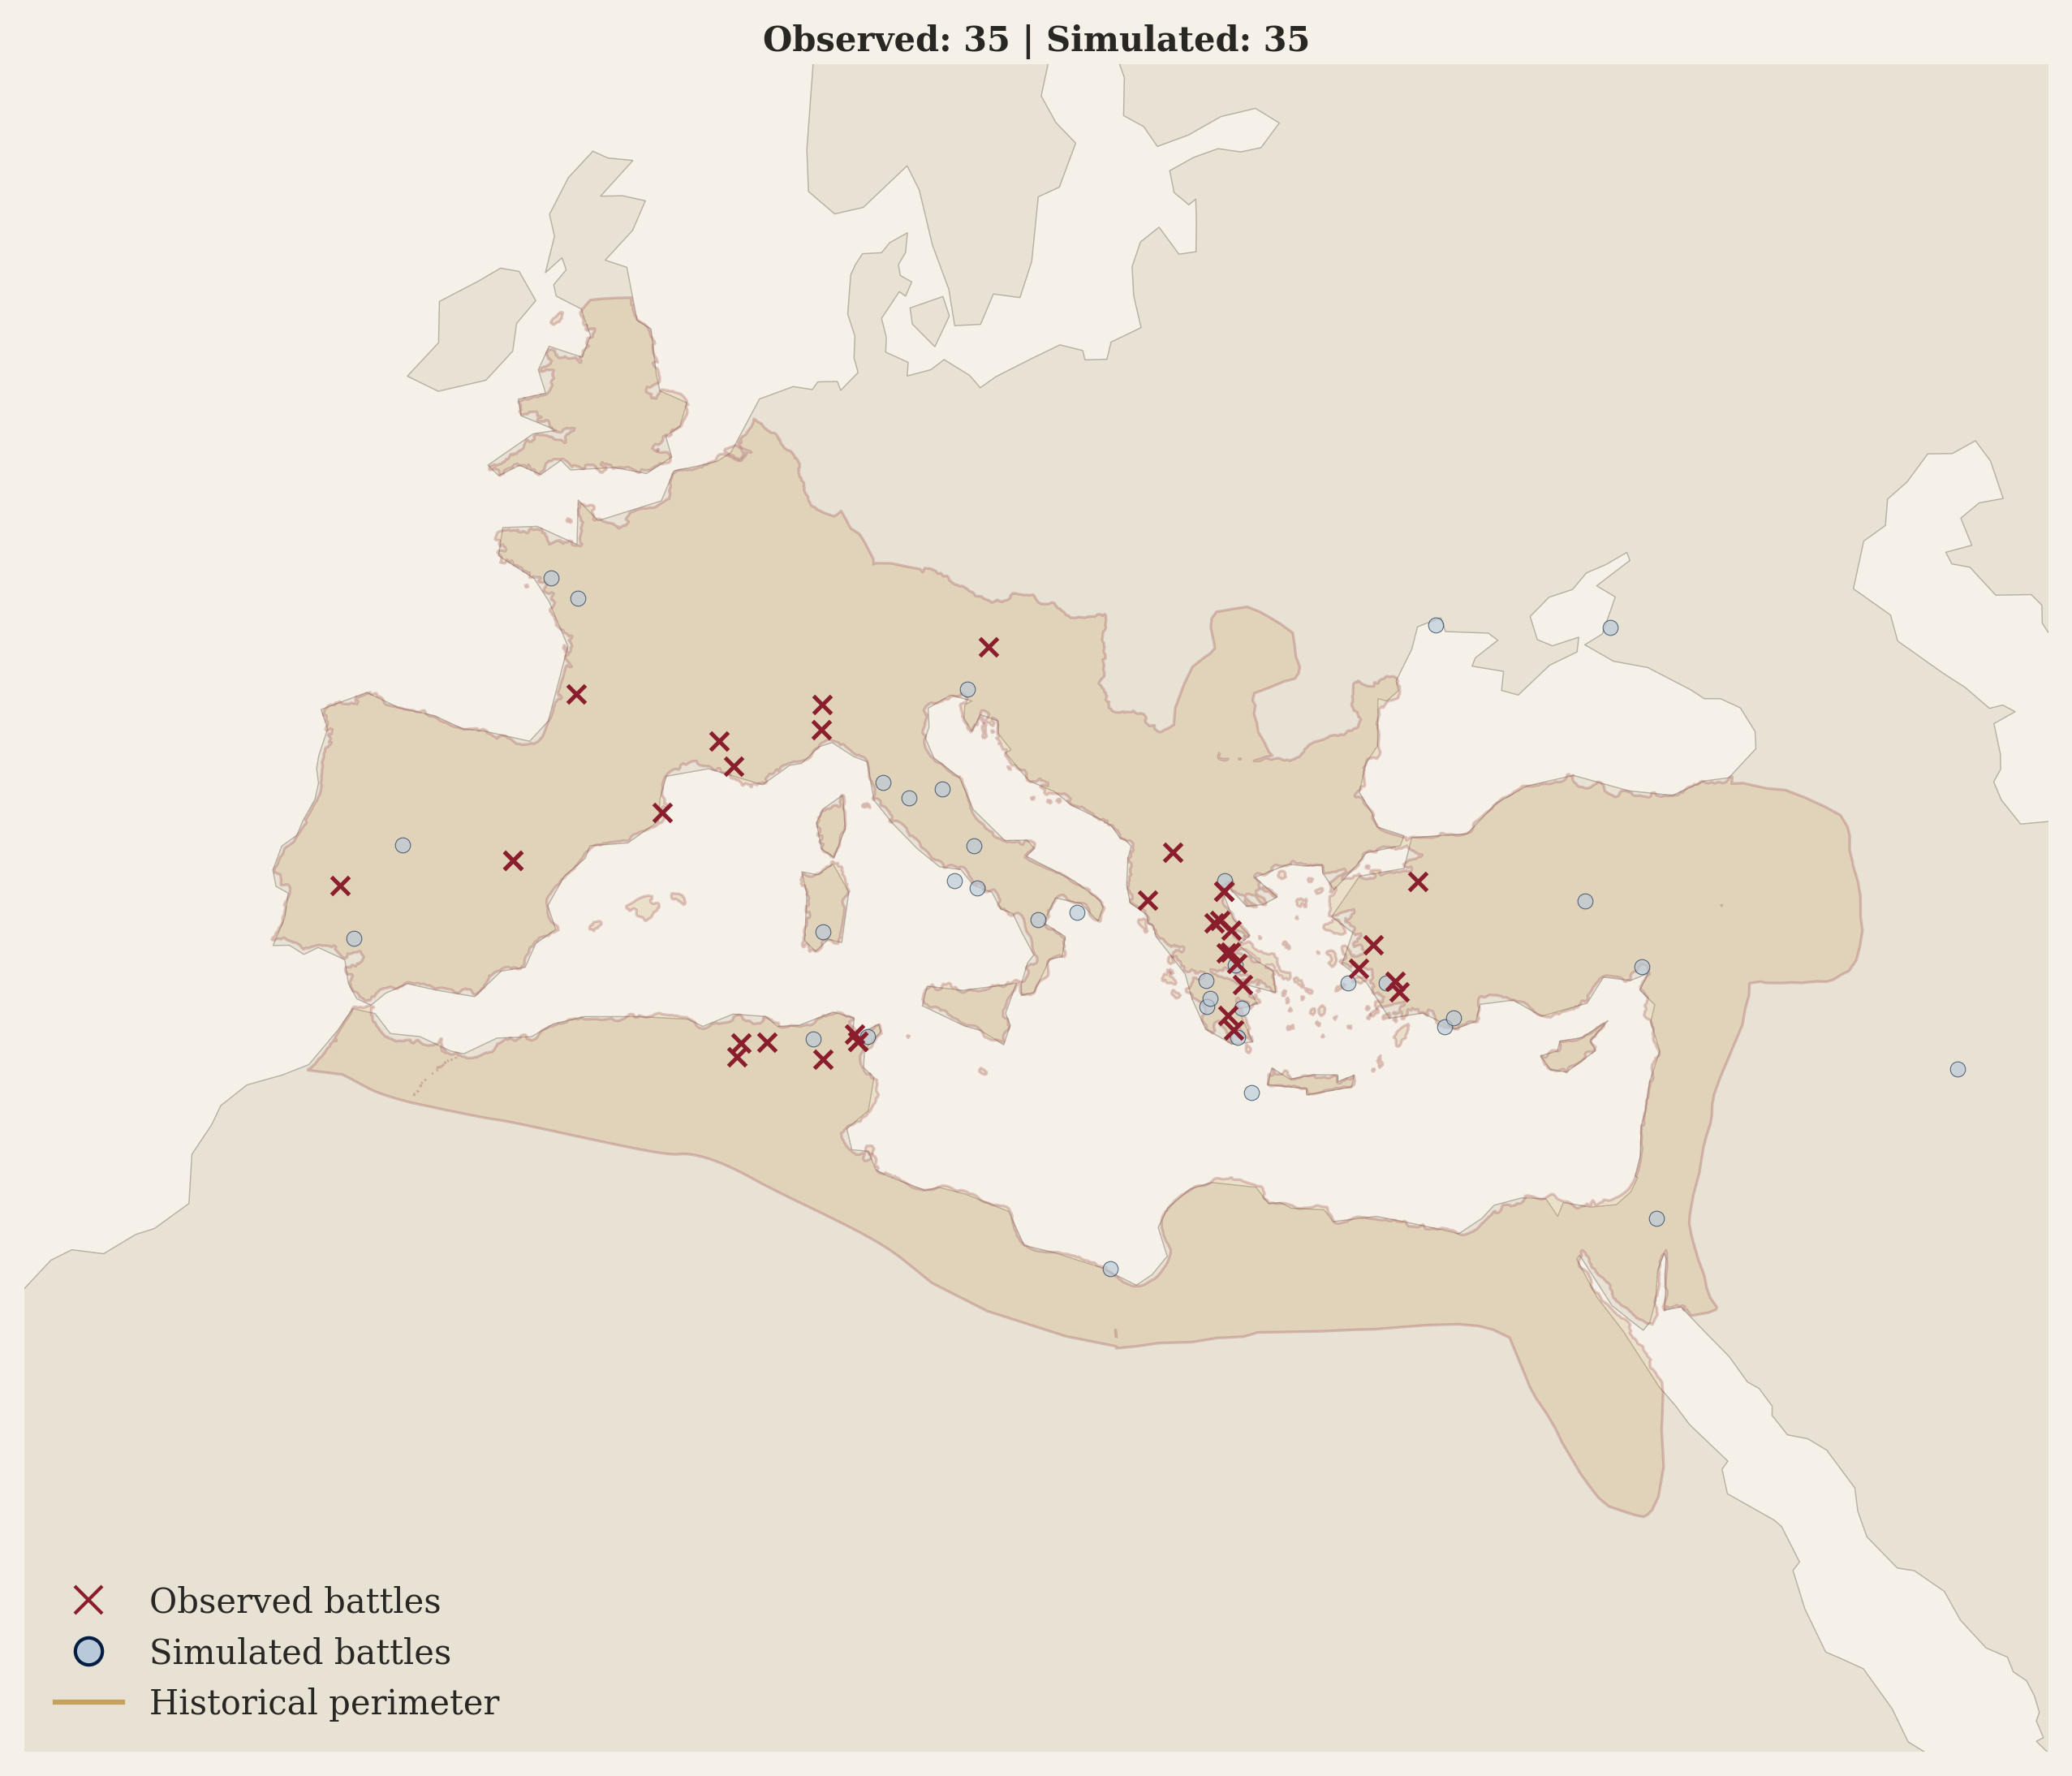 Observed: 35 | Simulated: 35
Observed battles
Simulated battles
Historical perimeter